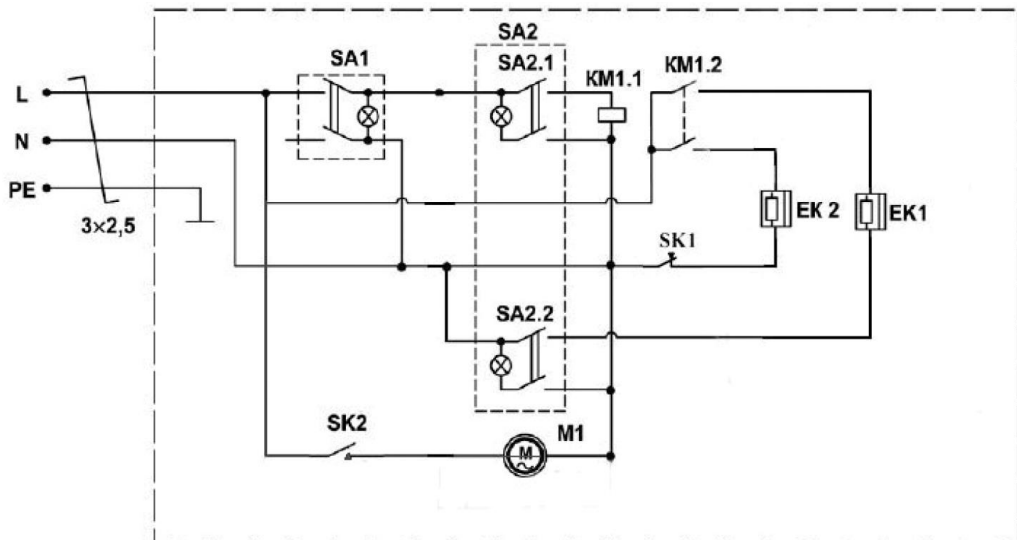 SA2
SA1
SA2.1
KM1.1
KM1.2
L
N
PE
3×2,5
EK 2
EK1
SK1
SA2.2
SK2
M1
M